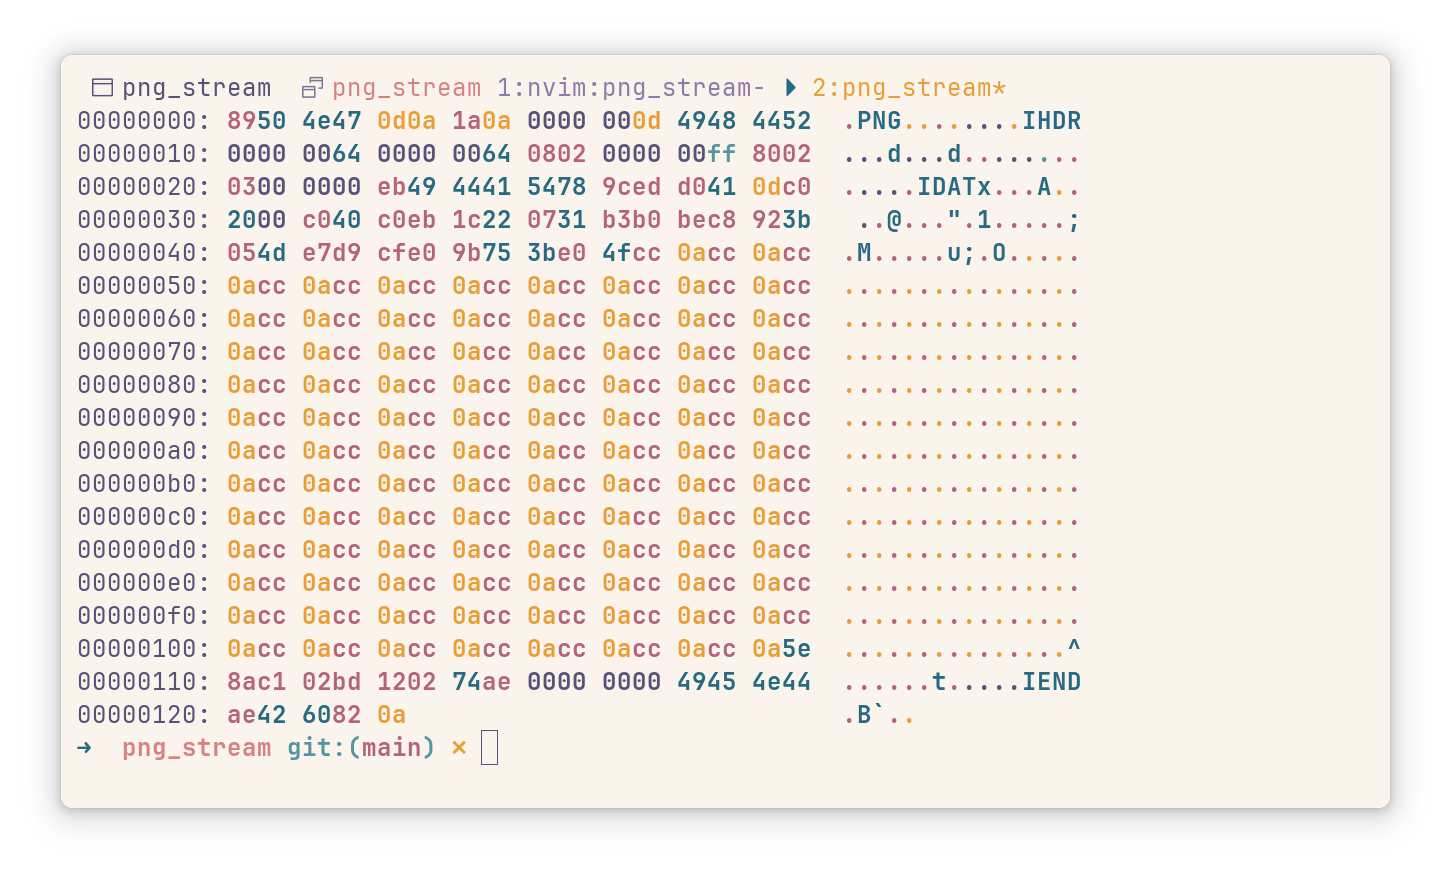 png_stream png_stream 1:nvim:png_stream- 2:png_stream*
00000000: 8950 4e47 0d0a 1a0a 0000 000d 4948 4452  .PNG........IHDR
00000010: 0000 0064 0000 0064 0802 0000 00ff 8002  ...d...d........
00000020: 0300 0000 eb49 4441 5478 9ced d041 0dc0  .....IDATx...A..
00000030: 2000 c040 c0eb 1c22 0731 b3b0 bec8 923b   ..@...".1.....;
00000040: 054d e7d9 cfe0 9b75 3be0 4fcc 0acc 0acc  .M.....u;.O.....
00000050: 0acc 0acc 0acc 0acc 0acc 0acc 0acc 0acc  ................
00000060: 0acc 0acc 0acc 0acc 0acc 0acc 0acc 0acc  ................
00000070: 0acc 0acc 0acc 0acc 0acc 0acc 0acc 0acc  ................
00000080: 0acc 0acc 0acc 0acc 0acc 0acc 0acc 0acc  ................
00000090: 0acc 0acc 0acc 0acc 0acc 0acc 0acc 0acc  ................
000000a0: 0acc 0acc 0acc 0acc 0acc 0acc 0acc 0acc  ................
000000b0: 0acc 0acc 0acc 0acc 0acc 0acc 0acc 0acc  ................
000000c0: 0acc 0acc 0acc 0acc 0acc 0acc 0acc 0acc  ................
000000d0: 0acc 0acc 0acc 0acc 0acc 0acc 0acc 0acc  ................
000000e0: 0acc 0acc 0acc 0acc 0acc 0acc 0acc 0acc  ................
000000f0: 0acc 0acc 0acc 0acc 0acc 0acc 0acc 0acc  ................
00000100: 0acc 0acc 0acc 0acc 0acc 0acc 0acc 0a5e  ...............^
00000110: 8ac1 02bd 1202 74ae 0000 0000 4945 4e44  ......t.....IEND
00000120: ae42 6082 0a                             .B`..
➜  png_stream git:(main) ×